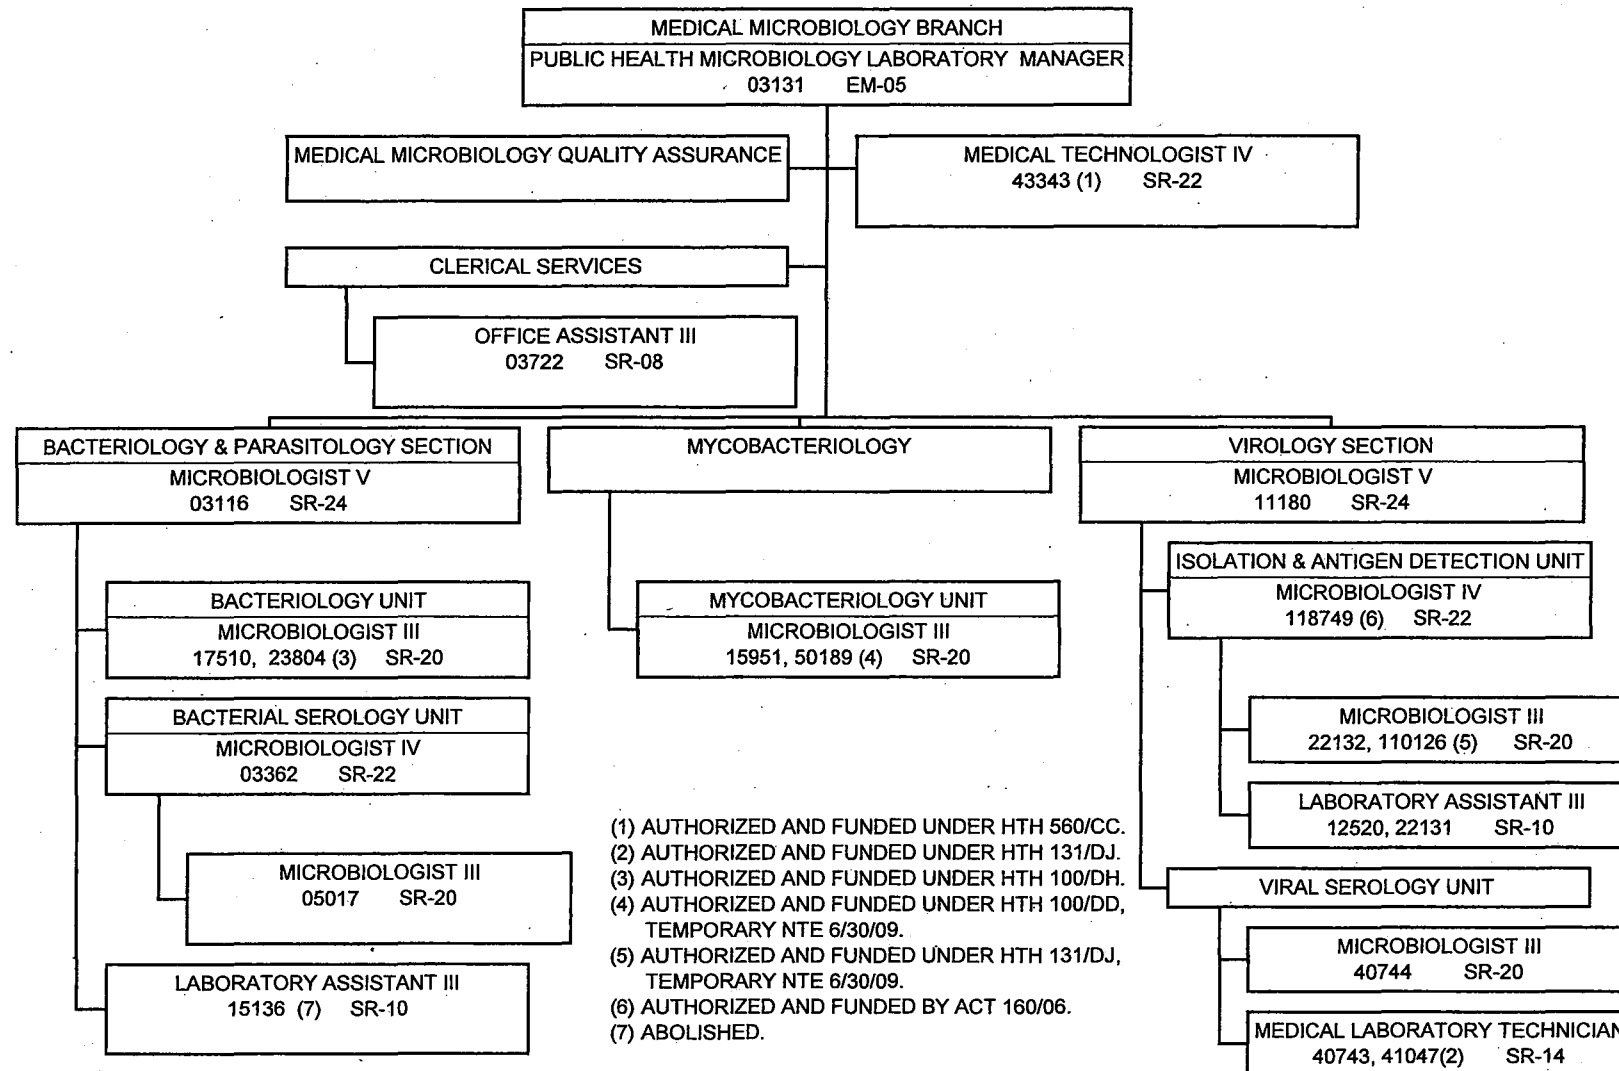 MEDICAL MICROBIOLOGY BRANCH
PUBLIC HEALTH MICROBIOLOGY LABORATORY MANAGER
03131 EM-05
MEDICAL MICROBIOLOGY QUALITY ASSURANCE
MEDICAL TECHNOLOGIST IV
43343 (1) SR-22
CLERICAL SERVICES
OFFICE ASSISTANT III
03722 SR-08
BACTERIOLOGY & PARASITOLOGY SECTION
MICROBIOLOGIST V
03116 SR-24
BACTERIOLOGY UNIT
MICROBIOLOGIST III
17510, 23804 (3) SR-20
BACTERIAL SEROLOGY UNIT
MICROBIOLOGIST IV
03362 SR-22
MICROBIOLOGIST III
05017 SR-20
LABORATORY ASSISTANT III
15136 (7) SR-10
MYCOBACTERIOLOGY
MYCOBACTERIOLOGY UNIT
MICROBIOLOGIST III
15951, 50189 (4) SR-20
VIROLOGY SECTION
MICROBIOLOGIST V
11180 SR-24
ISOLATION & ANTIGEN DETECTION UNIT
MICROBIOLOGIST IV
118749 (6) SR-22
MICROBIOLOGIST III
22132, 110126 (5) SR-20
LABORATORY ASSISTANT III
12520, 22131 SR-10
VIRAL SEROLOGY UNIT
MICROBIOLOGIST III
40744 SR-20
MEDICAL LABORATORY TECHNICIAN
40743, 41047(2) SR-14
(1) AUTHORIZED AND FUNDED UNDER HTH 560/CC.
(2) AUTHORIZED AND FUNDED UNDER HTH 131/DJ.
(3) AUTHORIZED AND FUNDED UNDER HTH 100/DH.
(4) AUTHORIZED AND FUNDED UNDER HTH 100/DD,
TEMPORARY NTE 6/30/09.
(5) AUTHORIZED AND FUNDED UNDER HTH 131/DJ,
TEMPORARY NTE 6/30/09.
(6) AUTHORIZED AND FUNDED BY ACT 160/06.
(7) ABOLISHED.